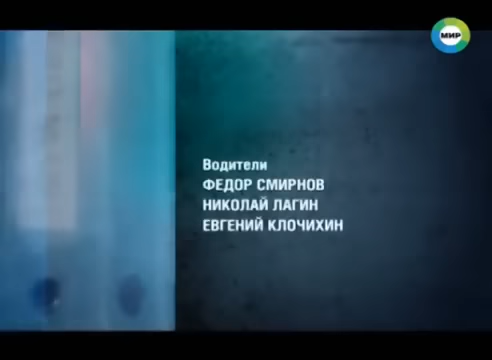 МИР
Водители
ФЕДОР СМИРНОВ
НИКОЛАЙ ЛАГИН
ЕВГЕНИЙ КЛОЧИХИН